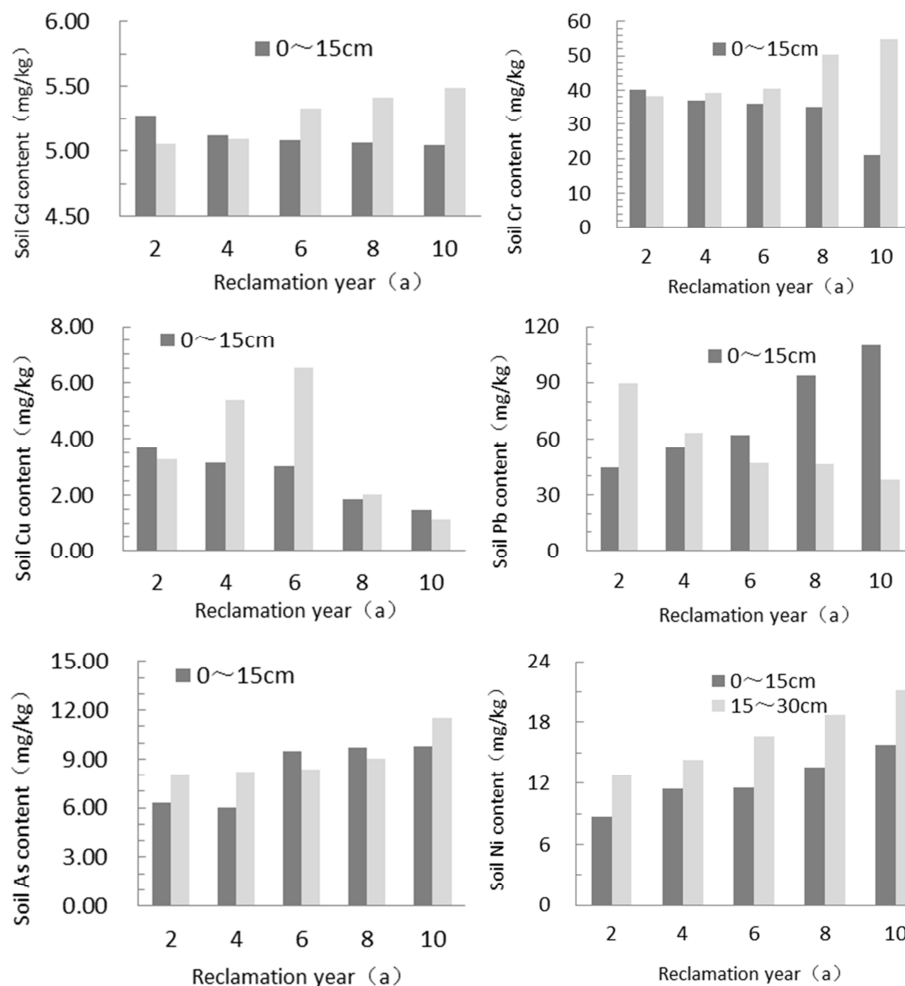 Soil Cd content (mg/kg)
6.00
5.50
5.00
4.50
0～15cm
2 4 6 8 10
Reclamation year（a）
Soil Cr content（mg/kg）
60
50
40
30
20
10
0
0～15cm
2 4 6 8 10
Reclamation year（a）
Soil Cu content（mg/kg）
8.00
6.00
4.00
2.00
0.00
0～15cm
2 4 6 8 10
Reclamation year（a）
Soil Pb content（mg/kg）
120
90
60
30
0
0～15cm
2 4 6 8 10
Reclamation year（a）
Soil As content（mg/kg）
15.00
12.00
9.00
6.00
3.00
0.00
0～15cm
2 4 6 8 10
Reclamation year（a）
Soil Ni content（mg/kg）
24
18
12
6
0
0～15cm
15～30cm
2 4 6 8 10
Reclamation year（a）